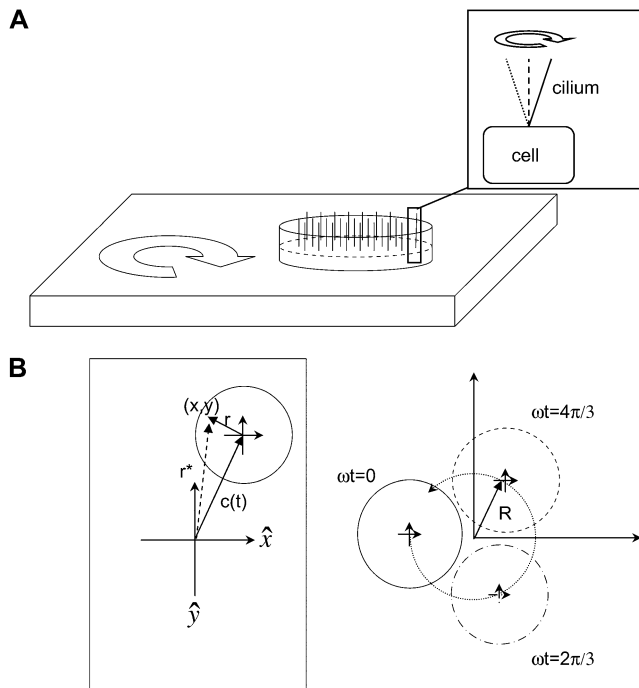 A
cilium
cell
B
(x,y)
r
r*
c(t)
x̂
ŷ
ωt=4π/3
ωt=0
R
ωt=2π/3